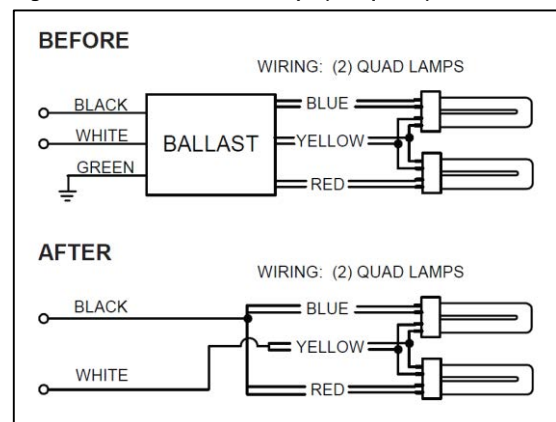 BEFORE
WIRING: (2) QUAD LAMPS
BLACK
BLUE
WHITE
BALLAST
YELLOW
GREEN
RED
AFTER
WIRING: (2) QUAD LAMPS
BLACK
BLUE
YELLOW
WHITE
RED